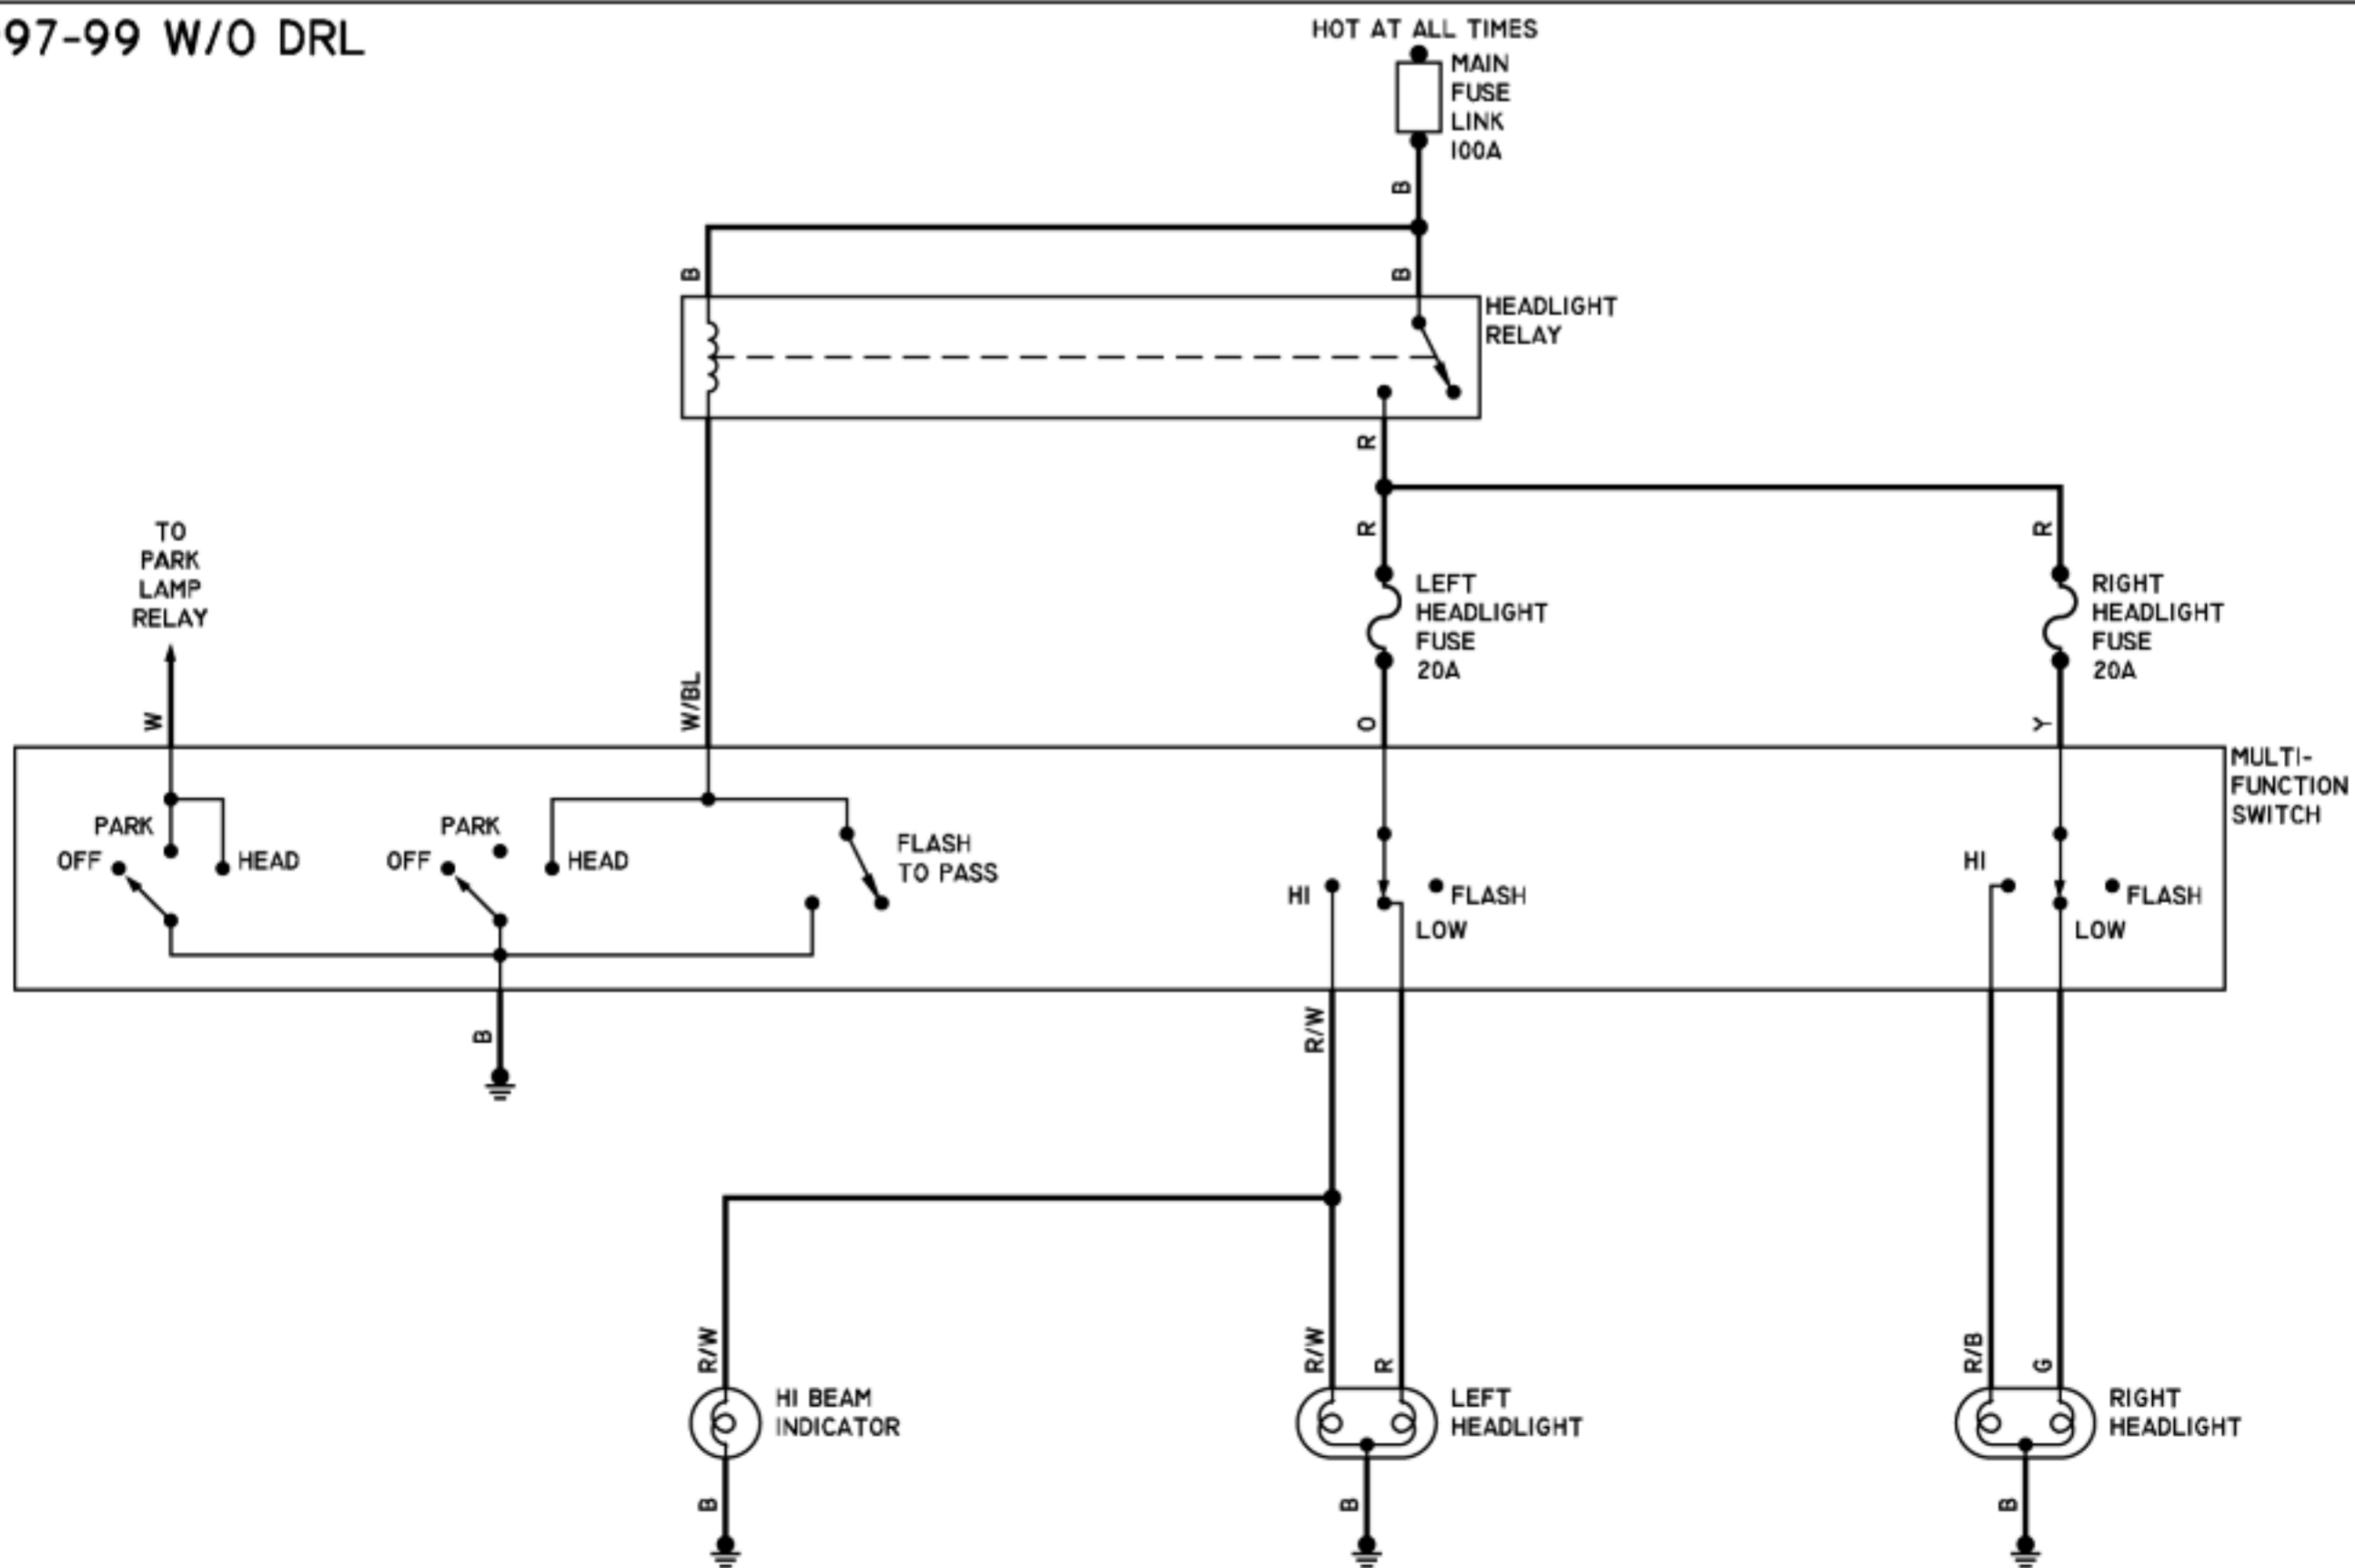 97-99 W/O DRL
HOT AT ALL TIMES
MAIN
FUSE
LINK
100A
B
B
B
HEADLIGHT
RELAY
R
R
R
TO
PARK
LAMP
RELAY
LEFT
HEADLIGHT
FUSE
20A
RIGHT
HEADLIGHT
FUSE
20A
W
W/BL
O
Y
MULTI-
FUNCTION
SWITCH
PARK
OFF
HEAD
PARK
OFF
HEAD
FLASH
TO PASS
HI
FLASH
LOW
HI
FLASH
LOW
B
R/W
R/W
R/W
R
R/B
G
HI BEAM
INDICATOR
LEFT
HEADLIGHT
RIGHT
HEADLIGHT
B
B
B